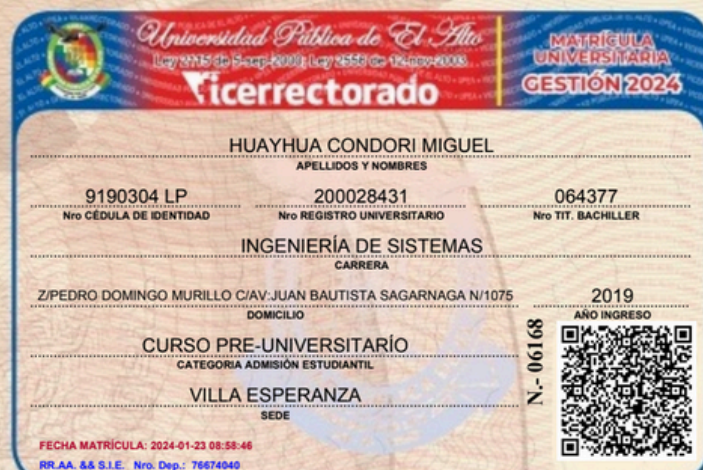 Universidad Pública de El Alto
Ley 2115 de 5-sep-2000; Ley 2556 de 12-nov-2003
Vicerrectorado
MATRÍCULA
UNIVERSITARIA
GESTIÓN 2024
HUAYHUA CONDORI MIGUEL
APELLIDOS Y NOMBRES
9190304 LP 200028431 064377
Nro CÉDULA DE IDENTIDAD Nro REGISTRO UNIVERSITARIO Nro TIT. BACHILLER
INGENIERÍA DE SISTEMAS
CARRERA
Z/PEDRO DOMINGO MURILLO C/AV:JUAN BAUTISTA SAGARNAGA N/1075 2019
DOMICILIO AÑO INGRESO
CURSO PRE-UNIVERSITARÍO
CATEGORIA ADMISIÓN ESTUDIANTIL
VILLA ESPERANZA
SEDE
N.- 06168
FECHA MATRÍCULA: 2024-01-23 08:58:46
RR.AA. && S.I.E. Nro. Dep.: 76674040